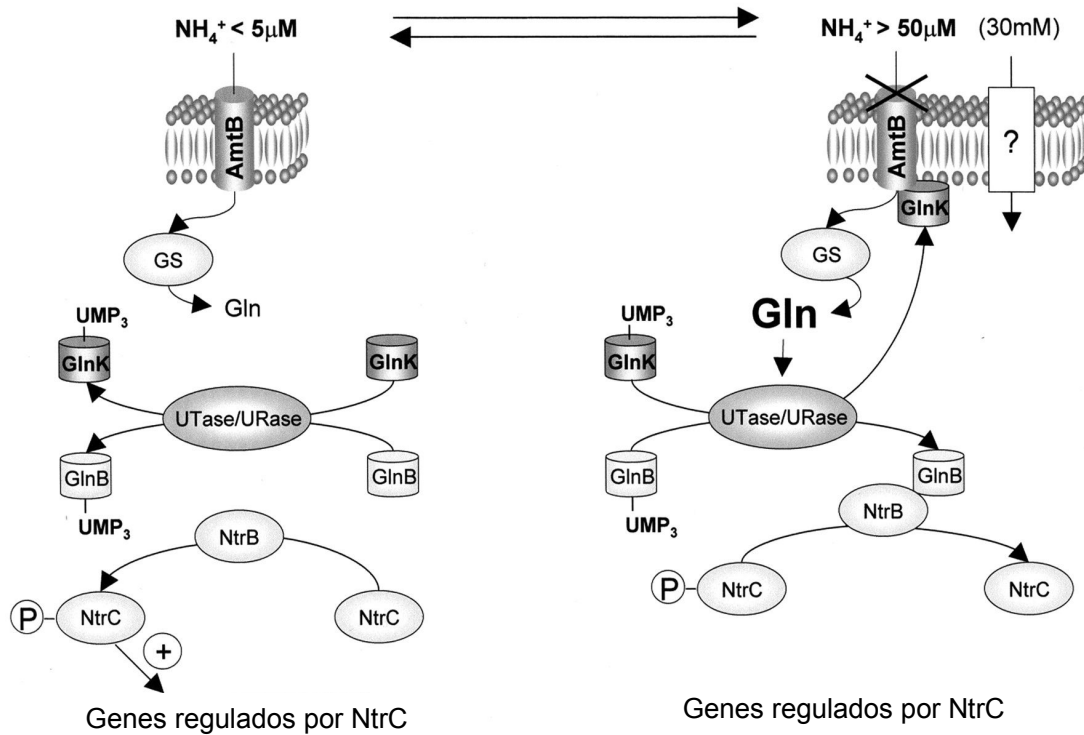 NH₄⁺ < 5μM
AmtB
GS
Gln
UMP₃
GlnK
GlnK
UTase/URase
GlnB
GlnB
UMP₃
NtrB
P
NtrC
NtrC
+
Genes regulados por NtrC
NH₄⁺ > 50μM (30mM)
AmtB
?
GlnK
GS
Gln
UMP₃
GlnK
UTase/URase
GlnB
GlnB
UMP₃
NtrB
P
NtrC
NtrC
Genes regulados por NtrC